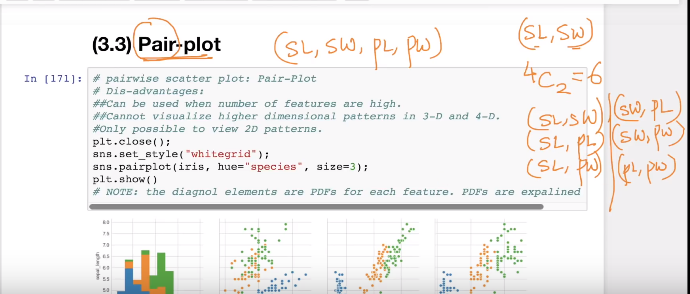 (3.3) Pair-plot
(SL, SW, PL, PW)
(SL, SW)
4C2 = 6
(SL, SW)
(SL, PL)
(SL, PW)
(SW, PL)
(SW, PW)
(PL, PW)
In [171]:
# pairwise scatter plot: Pair-Plot
# Dis-advantages:
##Can be used when number of features are high.
##Cannot visualize higher dimensional patterns in 3-D and 4-D.
#Only possible to view 2D patterns.
plt.close();
sns.set_style("whitegrid");
sns.pairplot(iris, hue="species", size=3);
plt.show()
# NOTE: the diagnol elements are PDFs for each feature. PDFs are expalined
8.0
7.5
7.0
6.5
6.0
5.5
5.0
sepal_length